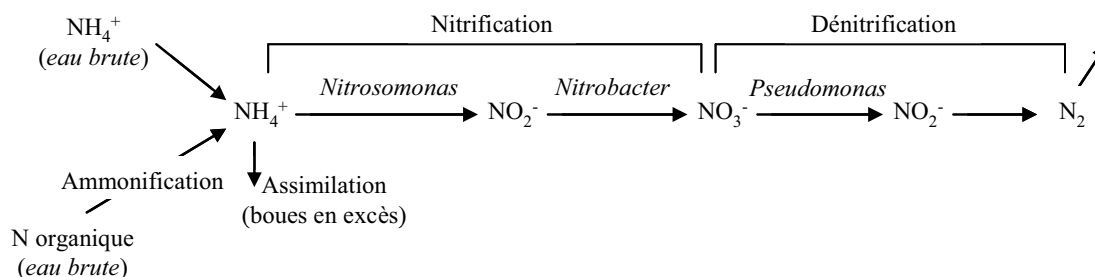 NH₄⁺
(eau brute)
Nitrification
Dénitrification
Nitrosomonas
Nitrobacter
Pseudomonas
NH₄⁺
NO₂⁻
NO₃⁻
NO₂⁻
N₂
Ammonification
Assimilation
(boues en excès)
N organique
(eau brute)